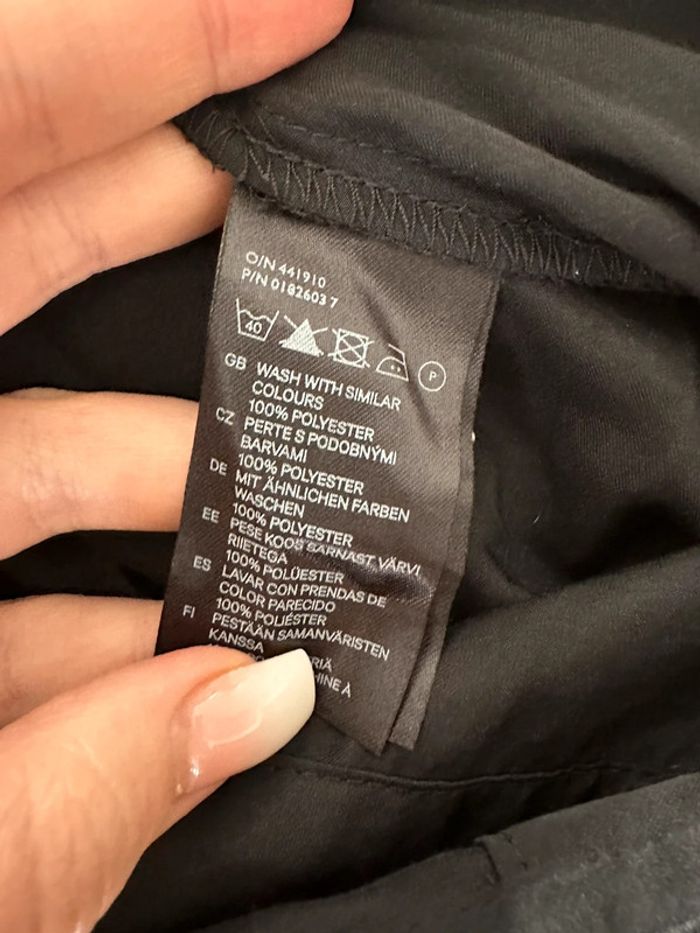 O/N 441910
P/N 0182603 7
40 P
GB WASH WITH SIMILAR
COLOURS
100% POLYESTER
CZ PERTE S PODOBNÝMI
BARVAMI
100% POLYESTER
DE MIT ÄHNLICHEN FARBEN
WASCHEN
100% POLYESTER
EE PESE KOOS SARNAST VÄRVI
RIIETEGA
100% POLÜESTER
ES LAVAR CON PRENDAS DE
COLOR PARECIDO
100% POLIÉSTER
FI PESTÄÄN SAMANVÄRISTEN
KANSSA